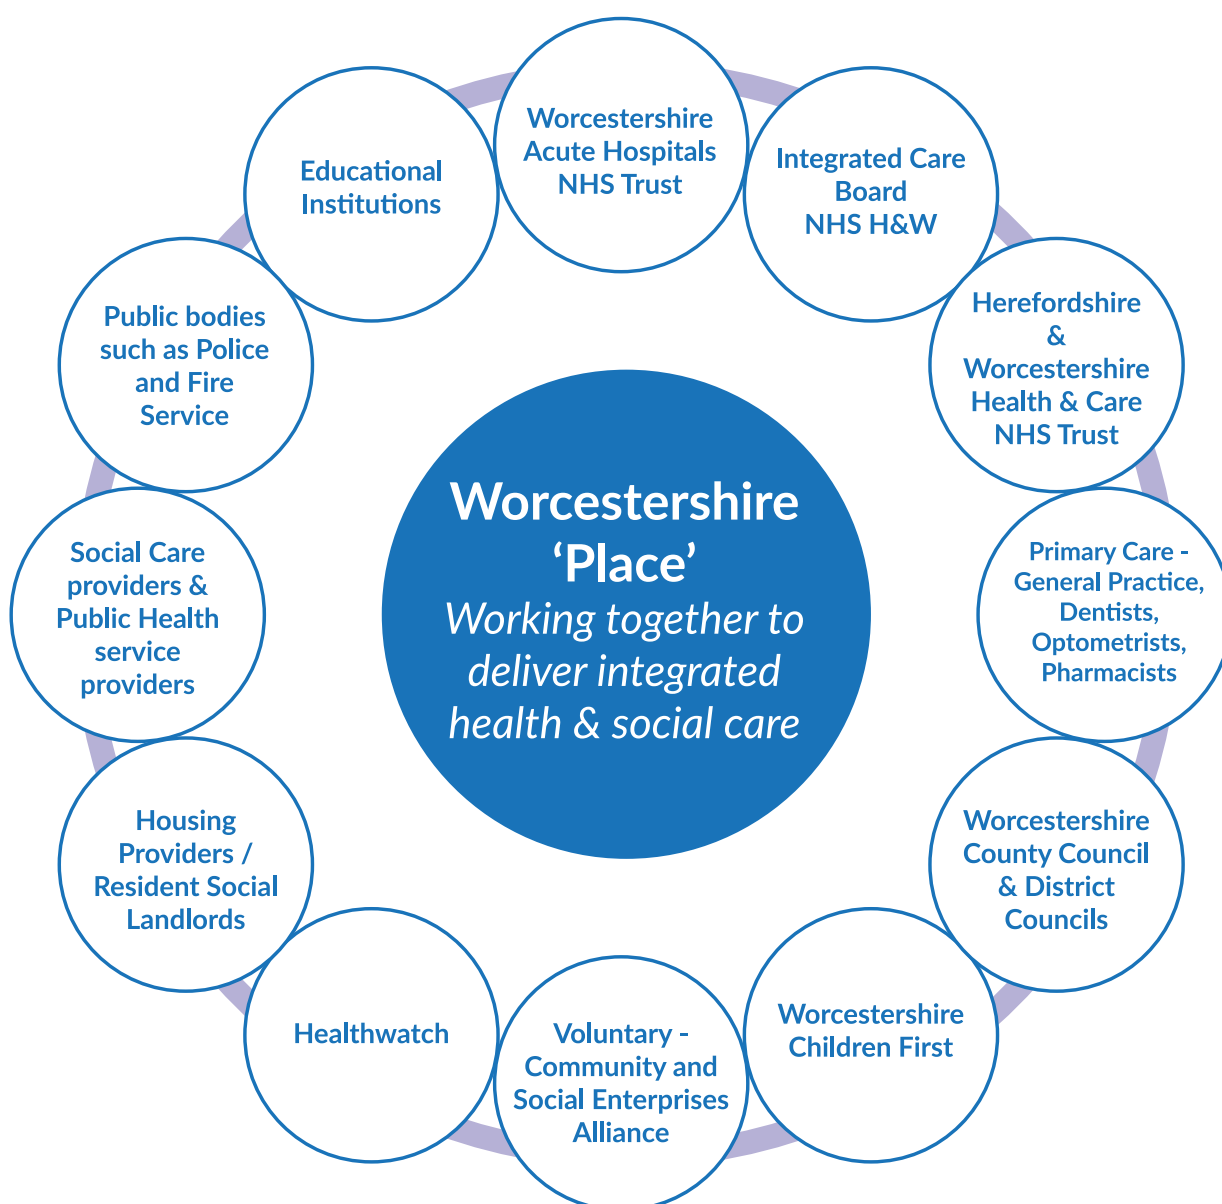 Worcestershire
Acute Hospitals
NHS Trust
Integrated Care
Board
NHS H&W
Herefordshire
&
Worcestershire
Health & Care
NHS Trust
Primary Care -
General Practice,
Dentists,
Optometrists,
Pharmacists
Worcestershire
County Council
& District
Councils
Worcestershire
Children First
Voluntary -
Community and
Social Enterprises
Alliance
Healthwatch
Housing
Providers /
Resident Social
Landlords
Social Care
providers &
Public Health
service
providers
Public bodies
such as Police
and Fire
Service
Educational
Institutions
Worcestershire
‘Place’
Working together to
deliver integrated
health & social care